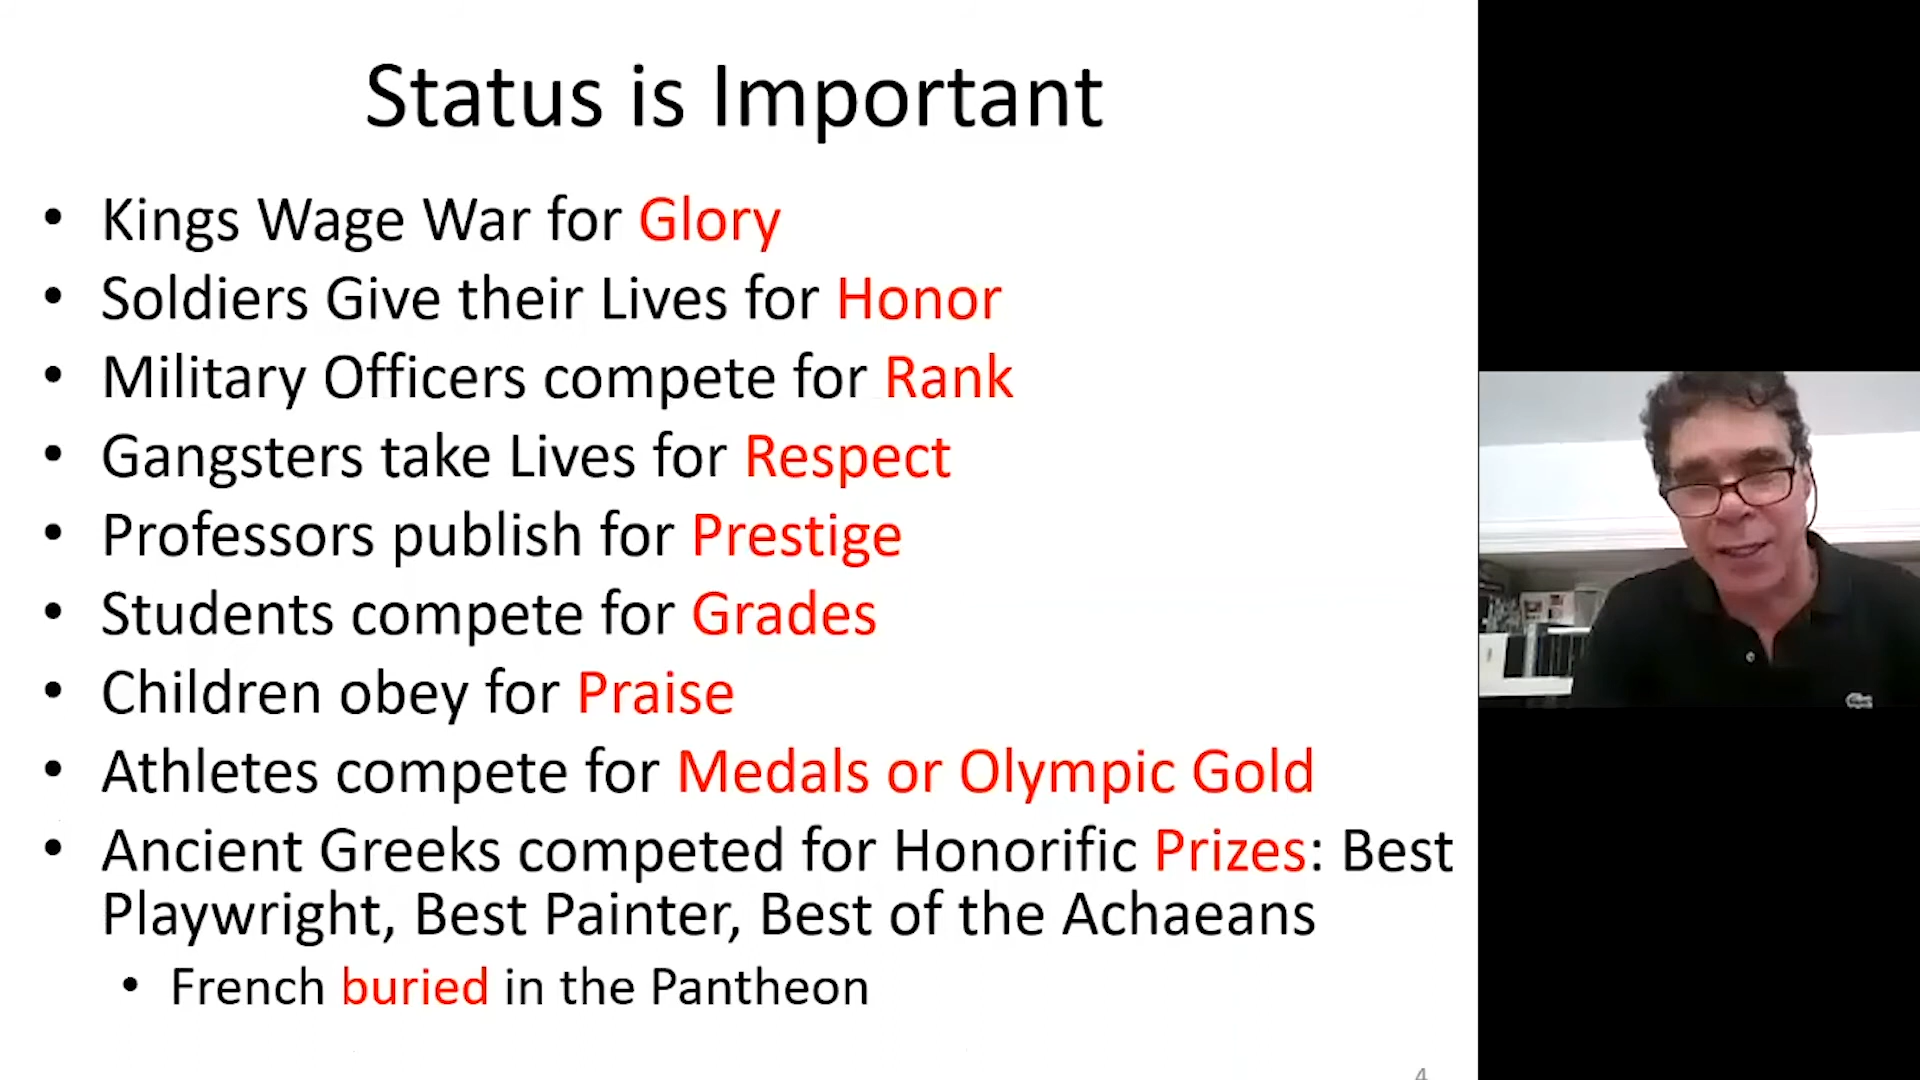 Status is Important
• Kings Wage War for Glory
• Soldiers Give their Lives for Honor
• Military Officers compete for Rank
• Gangsters take Lives for Respect
• Professors publish for Prestige
• Students compete for Grades
• Children obey for Praise
• Athletes compete for Medals or Olympic Gold
• Ancient Greeks competed for Honorific Prizes: Best
Playwright, Best Painter, Best of the Achaeans
• French buried in the Pantheon
4